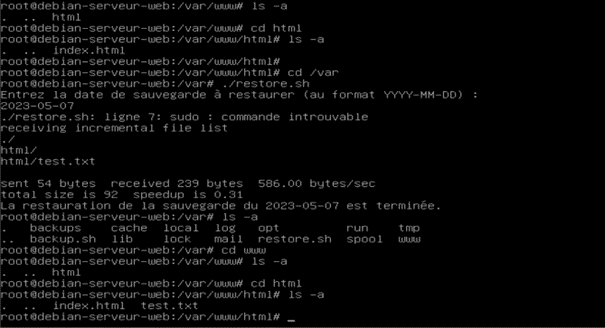 root@debian-serveur-web:/var/www# ls -a
.  ..  html
root@debian-serveur-web:/var/www# cd html
root@debian-serveur-web:/var/www/html# ls -a
.  ..  index.html
root@debian-serveur-web:/var/www/html#
root@debian-serveur-web:/var/www/html# cd /var
root@debian-serveur-web:/var# ./restore.sh
Entrez la date de sauvegarde à restaurer (au format YYYY-MM-DD) :
2023-05-07
./restore.sh: ligne 7: sudo : commande introuvable
receiving incremental file list
./
html/
html/test.txt

sent 54 bytes  received 239 bytes  586.00 bytes/sec
total size is 92  speedup is 0.31
La restauration de la sauvegarde du 2023-05-07 est terminée.
root@debian-serveur-web:/var# ls -a
.   backups    cache  local  log   opt         run    tmp
..  backup.sh  lib    lock   mail  restore.sh  spool  www
root@debian-serveur-web:/var# cd www
root@debian-serveur-web:/var/www# ls -a
.  ..  html
root@debian-serveur-web:/var/www# cd html
root@debian-serveur-web:/var/www/html# ls -a
.  ..  index.html  test.txt
root@debian-serveur-web:/var/www/html# _